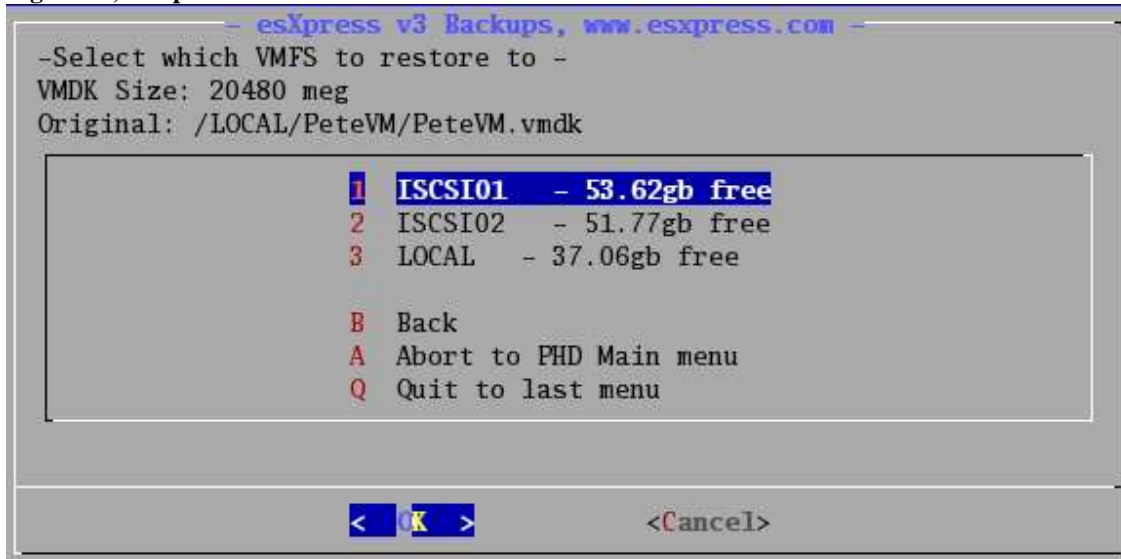 – esXpress v3 Backups, www.esxpress.com –
-Select which VMFS to restore to -
VMDK Size: 20480 meg
Original: /LOCAL/PeteVM/PeteVM.vmdk
1 ISCSI01 - 53.62gb free
2 ISCSI02 - 51.77gb free
3 LOCAL - 37.06gb free
B Back
A Abort to PHD Main menu
Q Quit to last menu
< OK > <Cancel>